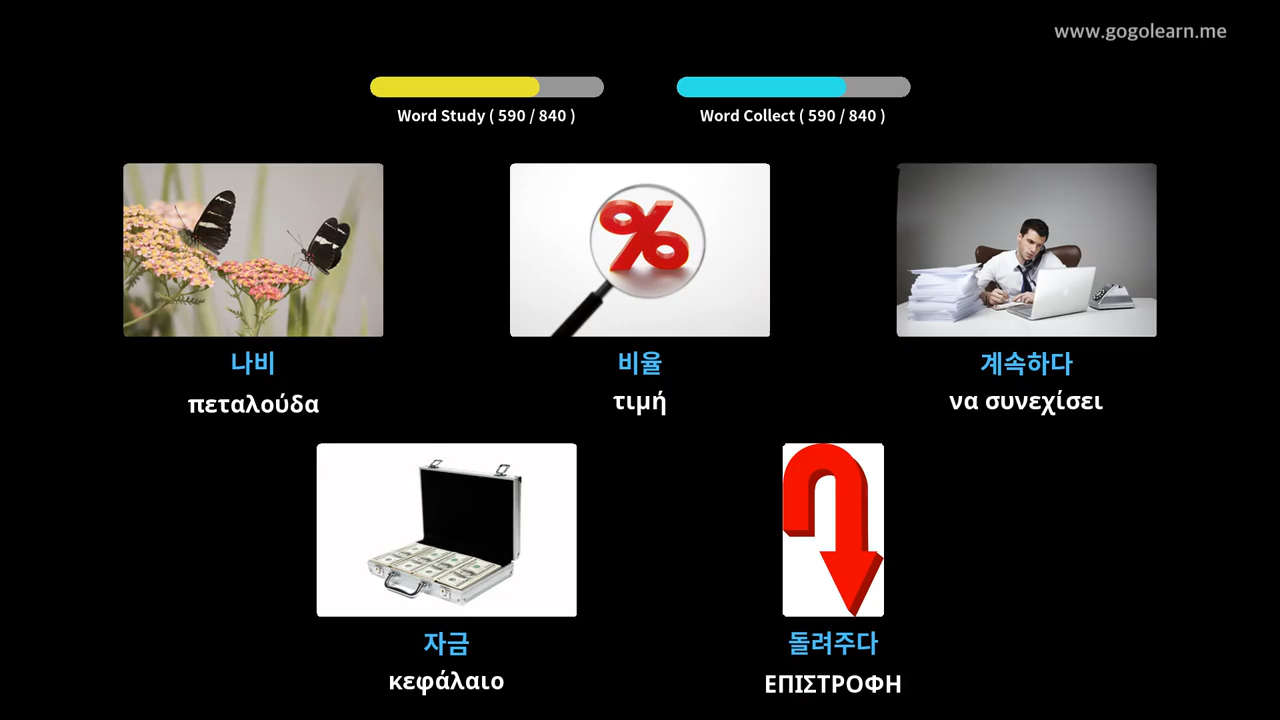 www.gogolearn.me
Word Study ( 590 / 840 )
Word Collect ( 590 / 840 )
나비
πεταλούδα
비율
τιμή
계속하다
να συνεχίσει
자금
κεφάλαιο
돌려주다
ΕΠΙΣΤΡΟΦΗ